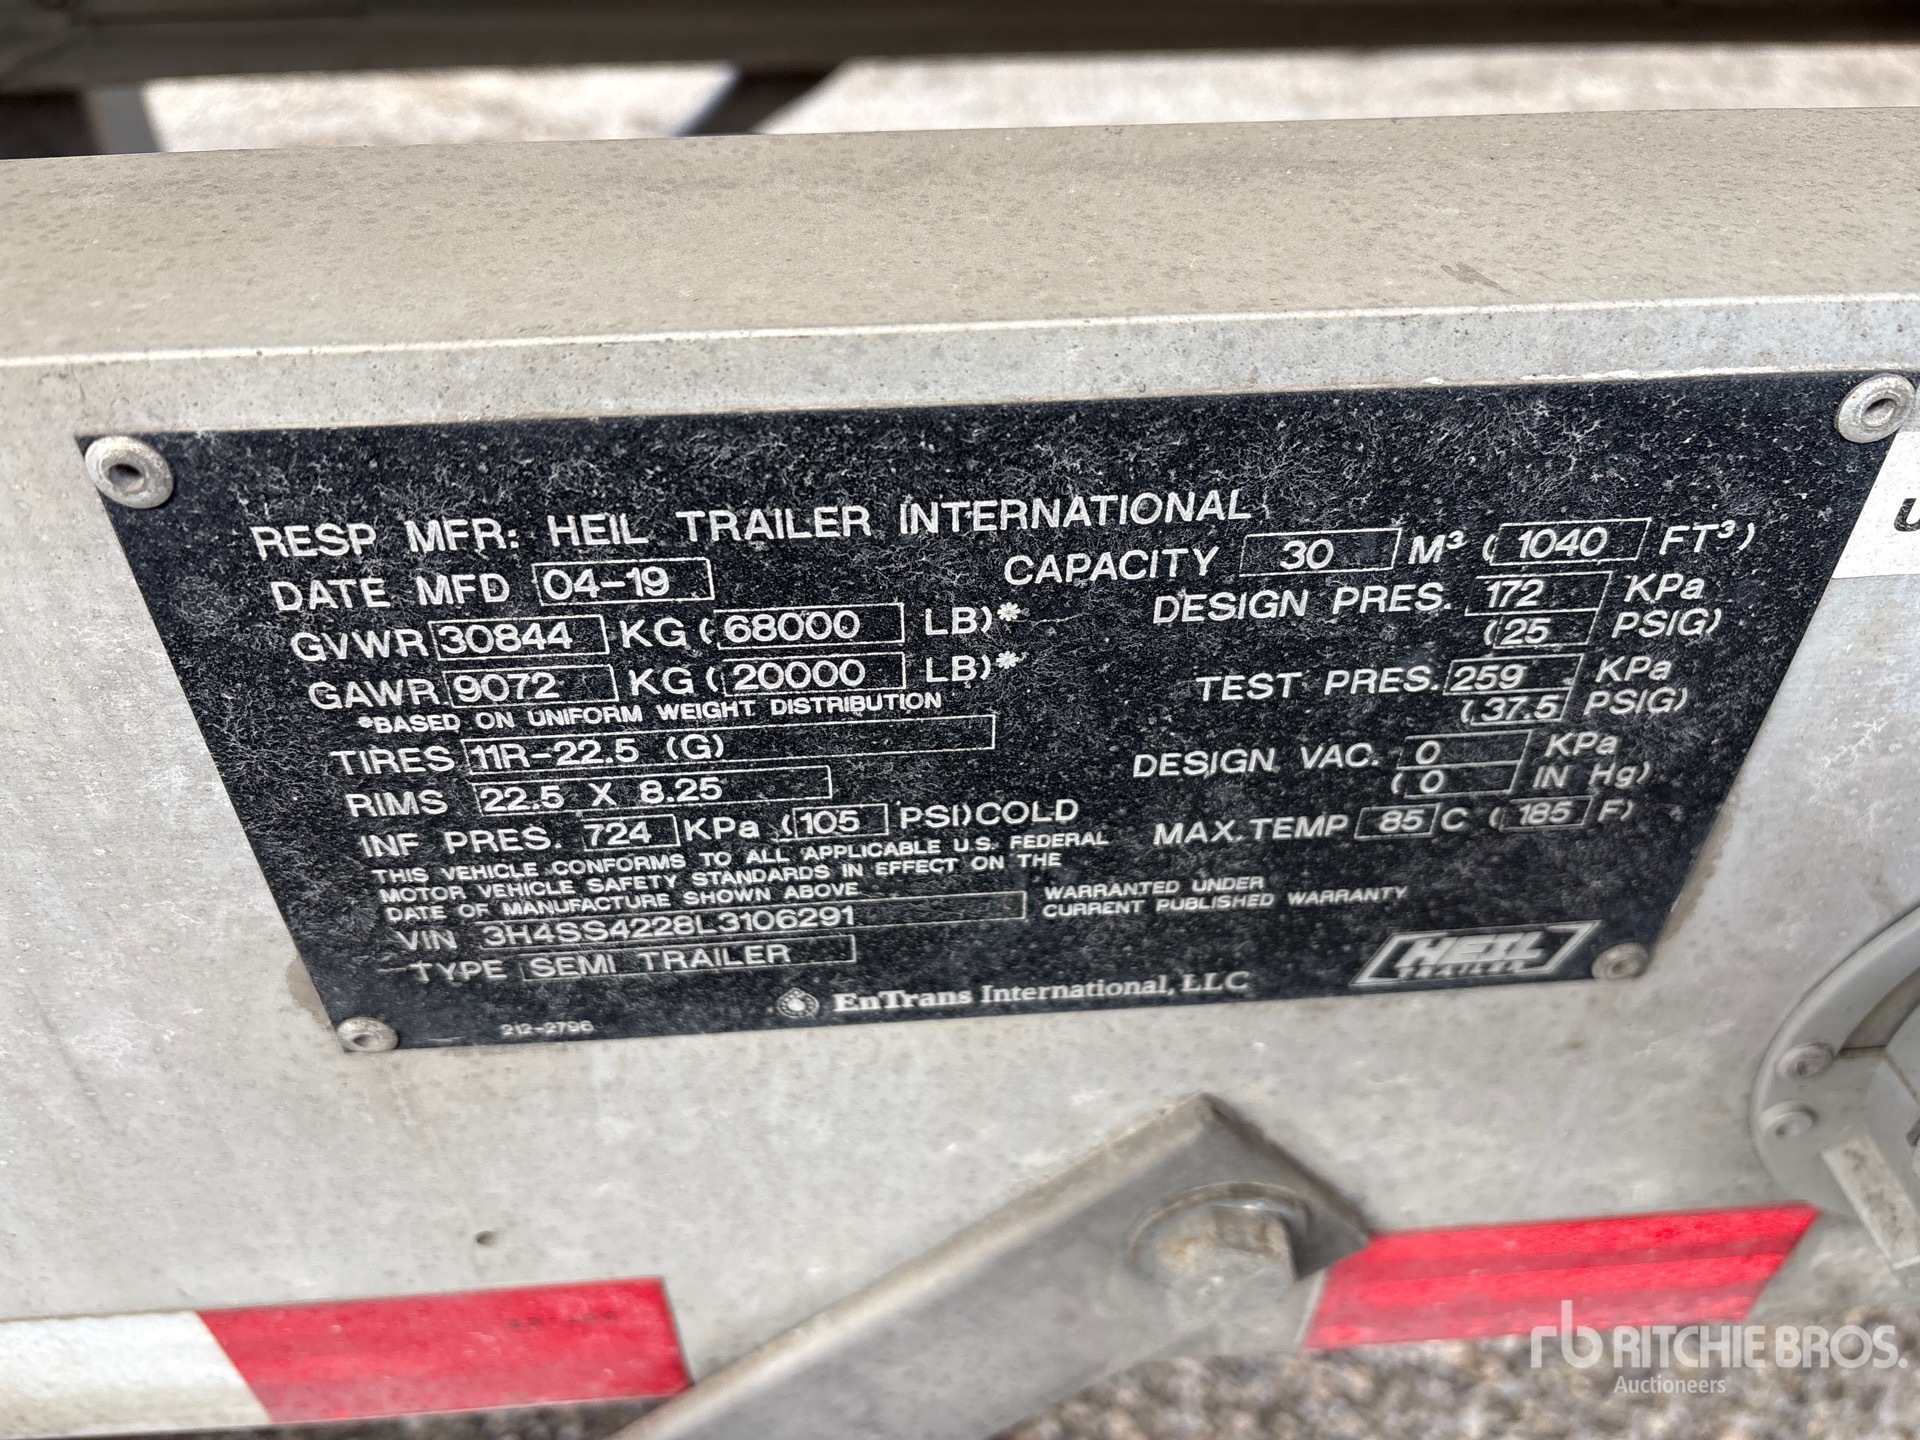 RESP MFR: HEIL TRAILER INTERNATIONAL
DATE MFD 04-19
GVWR 30844 KG (68000 LB)*
GAWR 9072 KG (20000 LB)*
*BASED ON UNIFORM WEIGHT DISTRIBUTION
TIRES 11R-22.5 (G)
RIMS 22.5 X 8.25
INF PRES. 724 KPa (105 PSI)COLD
THIS VEHICLE CONFORMS TO ALL APPLICABLE U.S. FEDERAL
MOTOR VEHICLE SAFETY STANDARDS IN EFFECT ON THE
DATE OF MANUFACTURE SHOWN ABOVE
VIN 3H4SS4228L3106291
TYPE SEMI TRAILER
212-2796
CAPACITY 30 M³ (1040 FT³)
DESIGN PRES. 172 KPa
(25 PSIG)
TEST PRES. 259 KPa
(37.5 PSIG)
DESIGN VAC. 0 KPa
(0 IN Hg)
MAX. TEMP 85 C (185 F)
WARRANTED UNDER
CURRENT PUBLISHED WARRANTY
HEIL
TRAILER
EnTrans International, LLC
U
rb RITCHIE BROS.
Auctioneers